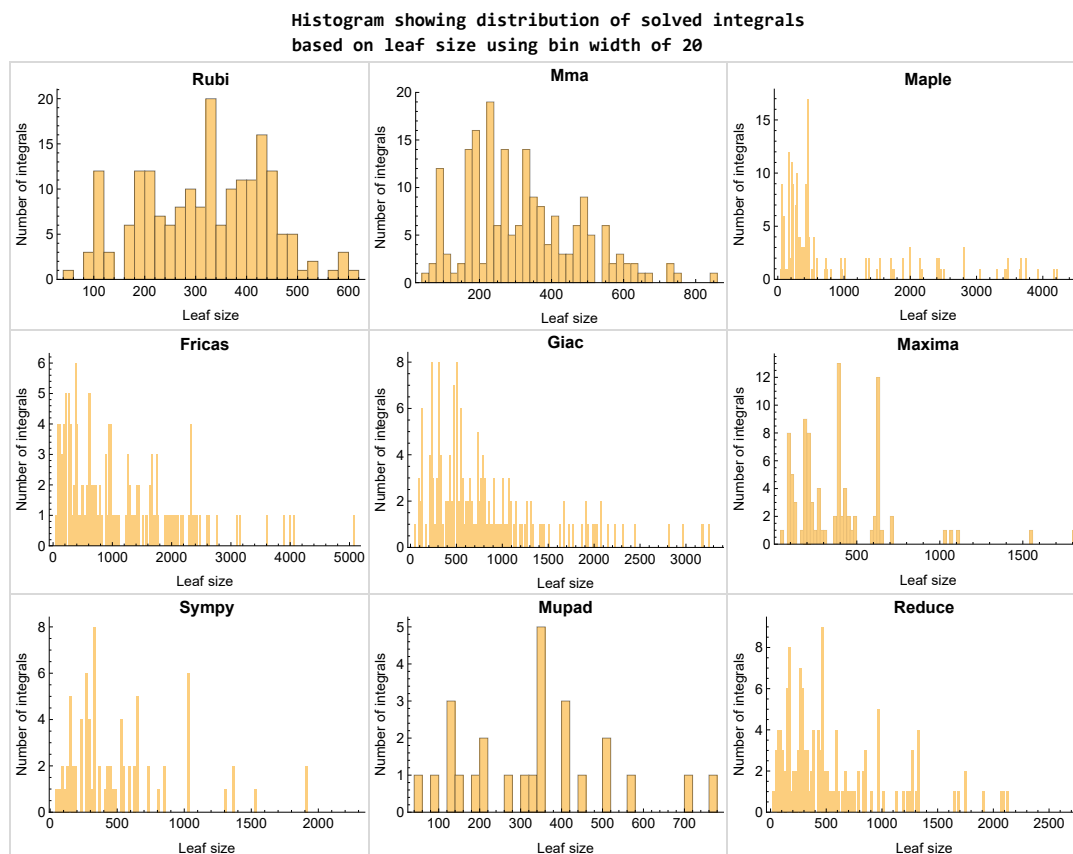 Histogram showing distribution of solved integrals
based on leaf size using bin width of 20
Rubi
Number of integrals
20
15
10
5
0
100 200 300 400 500 600
Leaf size
Mma
Number of integrals
20
15
10
5
0
200 400 600 800
Leaf size
Maple
Number of integrals
15
10
5
0
0 1000 2000 3000 4000
Leaf size
Fricas
Number of integrals
6
5
4
3
2
1
0
0 1000 2000 3000 4000 5000
Leaf size
Giac
Number of integrals
8
6
4
2
0
0 500 1000 1500 2000 2500 3000
Leaf size
Maxima
Number of integrals
12
10
8
6
4
2
0
500 1000 1500
Leaf size
Sympy
Number of integrals
8
6
4
2
0
0 500 1000 1500 2000
Leaf size
Mupad
Number of integrals
5
4
3
2
1
0
100 200 300 400 500 600 700
Leaf size
Reduce
Number of integrals
8
6
4
2
0
0 500 1000 1500 2000 2500
Leaf size